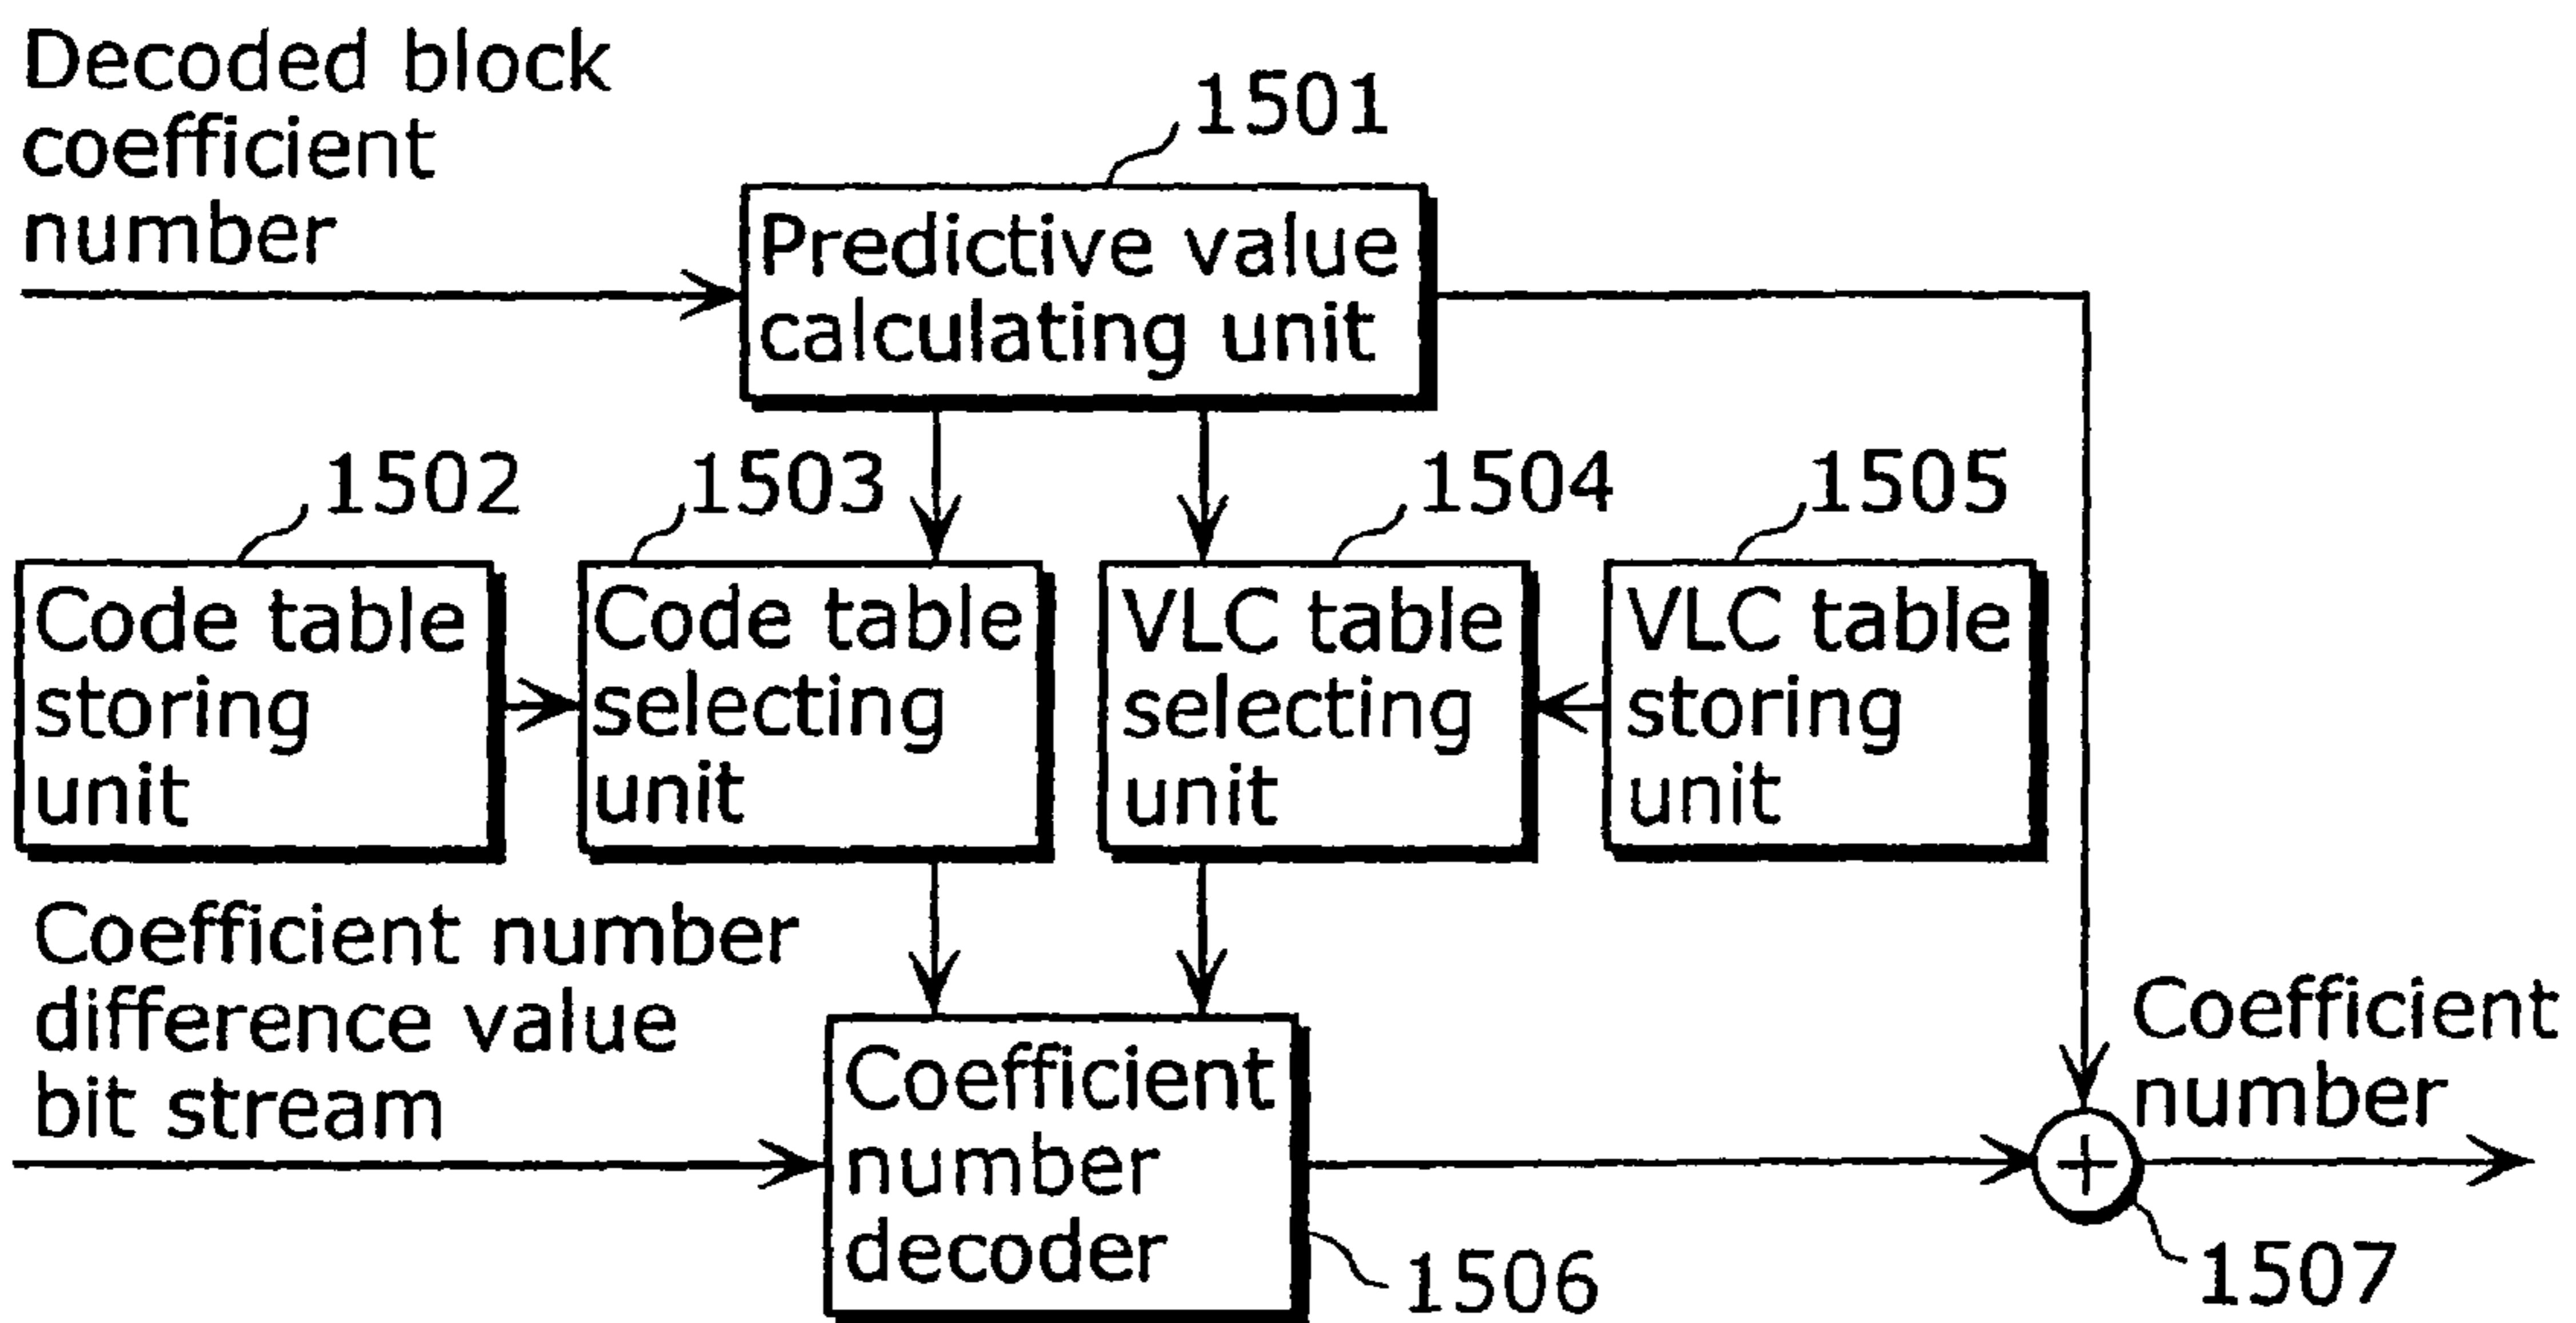 Decoded block
coefficient
number
1501
Predictive value
calculating unit
1502
1503
1504
1505
Code table
storing
unit
Code table
selecting
unit
VLC table
selecting
unit
VLC table
storing
unit
Coefficient number
difference value
bit stream
Coefficient
number
decoder
Coefficient
number
1506
1507